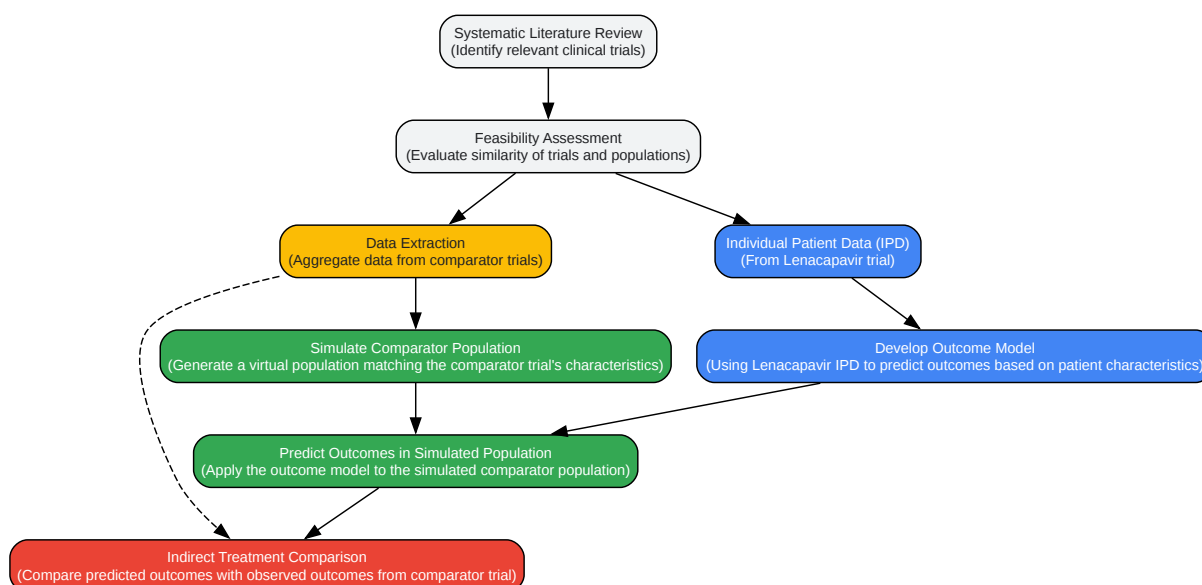 Systematic Literature Review
(Identify relevant clinical trials)
Feasibility Assessment
(Evaluate similarity of trials and populations)
Data Extraction
(Aggregate data from comparator trials)
Individual Patient Data (IPD)
(From Lenacapavir trial)
Simulate Comparator Population
(Generate a virtual population matching the comparator trial's characteristics)
Develop Outcome Model
(Using Lenacapavir IPD to predict outcomes based on patient characteristics)
Predict Outcomes in Simulated Population
(Apply the outcome model to the simulated comparator population)
Indirect Treatment Comparison
(Compare predicted outcomes with observed outcomes from comparator trial)